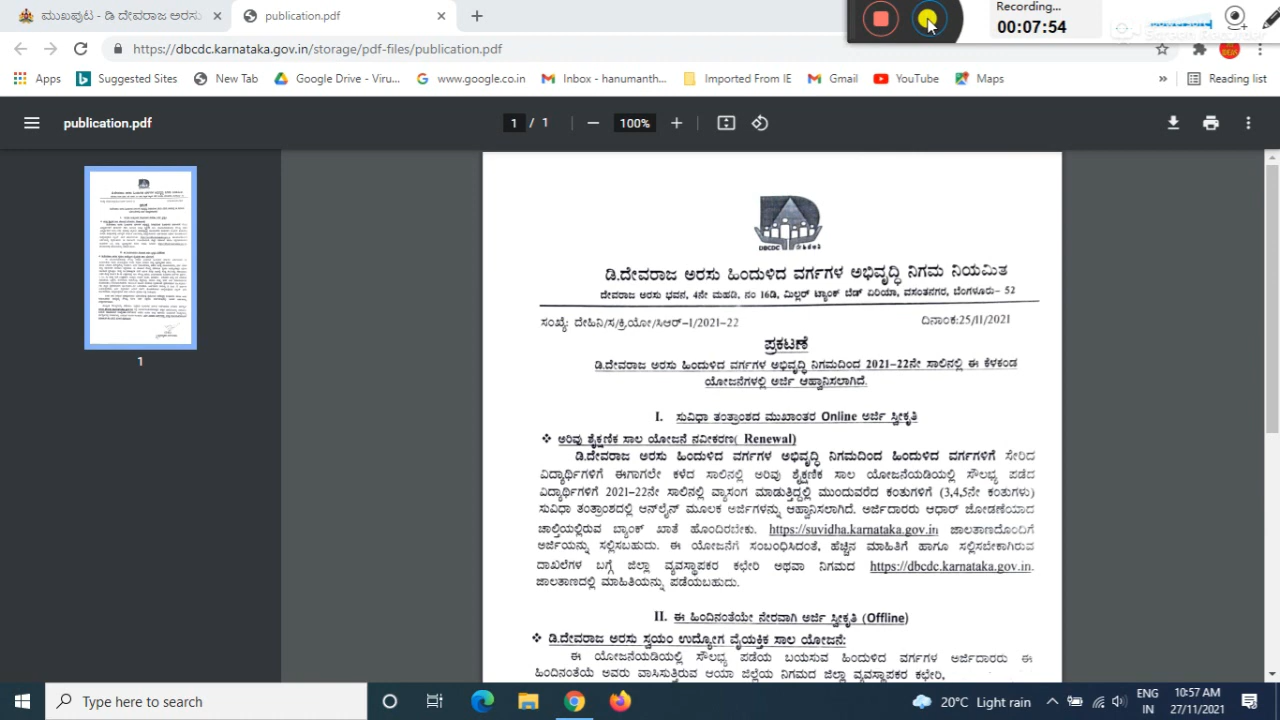 ಮುಖಪುಟ - ಡಿ ದೇವರಾಜ ಅರಸು
publication.pdf
Recording...
00:07:54
https://dbcdc.karnataka.gov.in/storage/pdf-files/publication.pdf
Screen Recorder
Apps
Suggested Sites
New Tab
Google Drive - Viru...
www.google.co.in
Inbox - hanumanth...
Imported From IE
Gmail
YouTube
Maps
»
Reading list
publication.pdf
1 / 1
100%
DBCDC
ಡಿ.ದೇವರಾಜ ಅರಸು ಹಿಂದುಳಿದ ವರ್ಗಗಳ ಅಭಿವೃದ್ಧಿ ನಿಗಮ ನಿಯಮಿತ
ದೇವರಾಜ ಅರಸು ಭವನ, 4ನೇ ಮಹಡಿ, ನಂ 16ಡಿ, ಮಿಲ್ಲರ್ ಟ್ಯಾಂಕ್ ಬೆಡ್ ಏರಿಯಾ, ವಸಂತನಗರ, ಬೆಂಗಳೂರು- 52
ಸಂಖ್ಯೆ: ದೇಹಿನಿ/ಸ/ಕ್ರಿಯೋ/ಸಿಆರ್-1/2021-22
ದಿನಾಂಕ:25/11/2021
ಪ್ರಕಟಣೆ
ಡಿ.ದೇವರಾಜ ಅರಸು ಹಿಂದುಳಿದ ವರ್ಗಗಳ ಅಭಿವೃದ್ಧಿ ನಿಗಮದಿಂದ 2021-22ನೇ ಸಾಲಿನಲ್ಲಿ ಈ ಕೆಳಕಂಡ
ಯೋಜನೆಗಳಲ್ಲಿ ಅರ್ಜಿ ಆಹ್ವಾನಿಸಲಾಗಿದೆ.
I. ಸುವಿಧಾ ತಂತ್ರಾಂಶದ ಮುಖಾಂತರ Online ಅರ್ಜಿ ಸ್ವೀಕೃತಿ
❖ ಅರಿವು ಶೈಕ್ಷಣಿಕ ಸಾಲ ಯೋಜನೆ ನವೀಕರಣ( Renewal)
ಡಿ.ದೇವರಾಜ ಅರಸು ಹಿಂದುಳಿದ ವರ್ಗಗಳ ಅಭಿವೃದ್ಧಿ ನಿಗಮದಿಂದ ಹಿಂದುಳಿದ ವರ್ಗಗಳಿಗೆ ಸೇರಿದ
ವಿದ್ಯಾರ್ಥಿಗಳಿಗೆ ಈಗಾಗಲೇ ಕಳೆದ ಸಾಲಿನಲ್ಲಿ ಅರಿವು ಶೈಕ್ಷಣಿಕ ಸಾಲ ಯೋಜನೆಯಡಿಯಲ್ಲಿ ಸೌಲಭ್ಯ ಪಡೆದ
ವಿದ್ಯಾರ್ಥಿಗಳಿಗೆ 2021-22ನೇ ಸಾಲಿನಲ್ಲಿ ವ್ಯಾಸಂಗ ಮಾಡುತ್ತಿದ್ದಲ್ಲಿ ಮುಂದುವರೆದ ಕಂತುಗಳಿಗೆ (3,4,5ನೇ ಕಂತುಗಳು)
ಸುವಿಧಾ ತಂತ್ರಾಂಶದಲ್ಲಿ ಆನ್‌ಲೈನ್ ಮೂಲಕ ಅರ್ಜಿಗಳನ್ನು ಆಹ್ವಾನಿಸಲಾಗಿದೆ. ಅರ್ಜಿದಾರರು ಆಧಾರ್ ಜೋಡಣೆಯಾದ
ಚಾಲ್ತಿಯಲ್ಲಿರುವ ಬ್ಯಾಂಕ್ ಖಾತೆ ಹೊಂದಿರಬೇಕು. https://suvidha.karnataka.gov.in ಜಾಲತಾಣದೊಂದಿಗೆ
ಅರ್ಜಿಯನ್ನು ಸಲ್ಲಿಸಬಹುದು. ಈ ಯೋಜನೆಗೆ ಸಂಬಂಧಿಸಿದಂತೆ, ಹೆಚ್ಚಿನ ಮಾಹಿತಿಗೆ ಹಾಗೂ ಸಲ್ಲಿಸಬೇಕಾಗಿರುವ
ದಾಖಲೆಗಳ ಬಗ್ಗೆ ಜಿಲ್ಲಾ ವ್ಯವಸ್ಥಾಪಕರ ಕಛೇರಿ ಅಥವಾ ನಿಗಮದ https://dbcdc.karnataka.gov.in.
ಜಾಲತಾಣದಲ್ಲಿ ಮಾಹಿತಿಯನ್ನು ಪಡೆಯಬಹುದು.
II. ಈ ಹಿಂದಿನಂತೆಯೇ ನೇರವಾಗಿ ಅರ್ಜಿ ಸ್ವೀಕೃತಿ (Offline)
❖ ಡಿ.ದೇವರಾಜ ಅರಸು ಸ್ವಯಂ ಉದ್ಯೋಗ ವೈಯಕ್ತಿಕ ಸಾಲ ಯೋಜನೆ:
ಈ ಯೋಜನೆಯಡಿಯಲ್ಲಿ ಸೌಲಭ್ಯ ಪಡೆಯ ಬಯಸುವ ಹಿಂದುಳಿದ ವರ್ಗಗಳ ಅರ್ಜಿದಾರರು ಈ
ಹಿಂದಿನಂತೆಯೆ ಅವರು ವಾಸಿಸುತ್ತಿರುವ ಆಯಾ ಜಿಲ್ಲೆಯ ನಿಗಮದ ಜಿಲ್ಲಾ ವ್ಯವಸ್ಥಾಪಕರ ಕಛೇರಿ,
1
Type here to search
20°C Light rain
ENG
IN
10:57 AM
27/11/2021